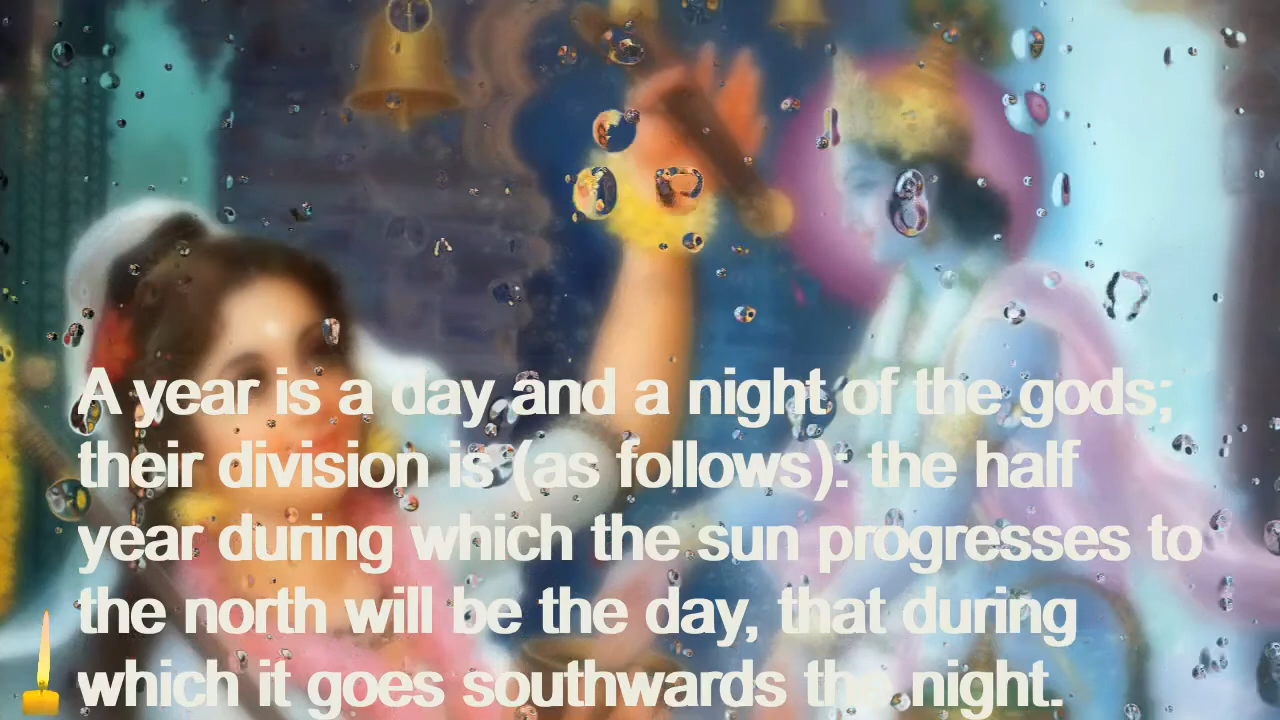 A year is a day and a night of the gods;
their division is (as follows): the half
year during which the sun progresses to
the north will be the day, that during
which it goes southwards the night.